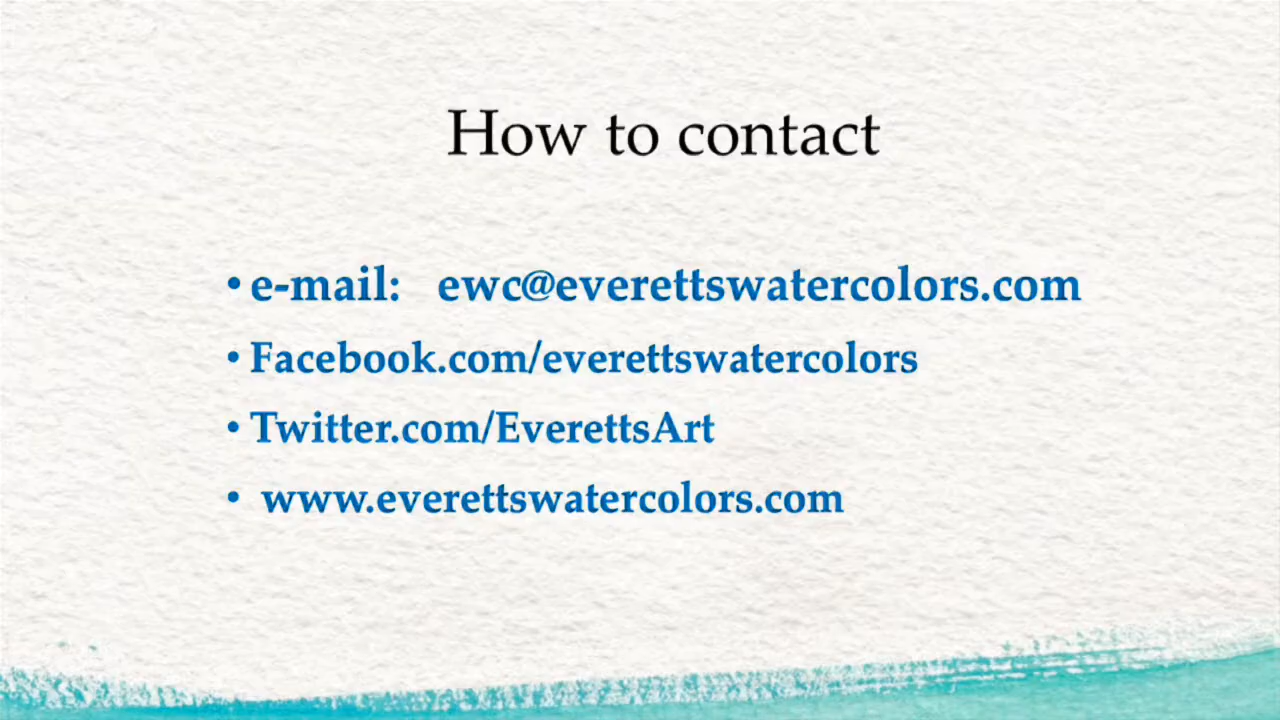 How to contact
• e-mail: ewc@everettswatercolors.com
• Facebook.com/everettswatercolors
• Twitter.com/EverettsArt
• www.everettswatercolors.com